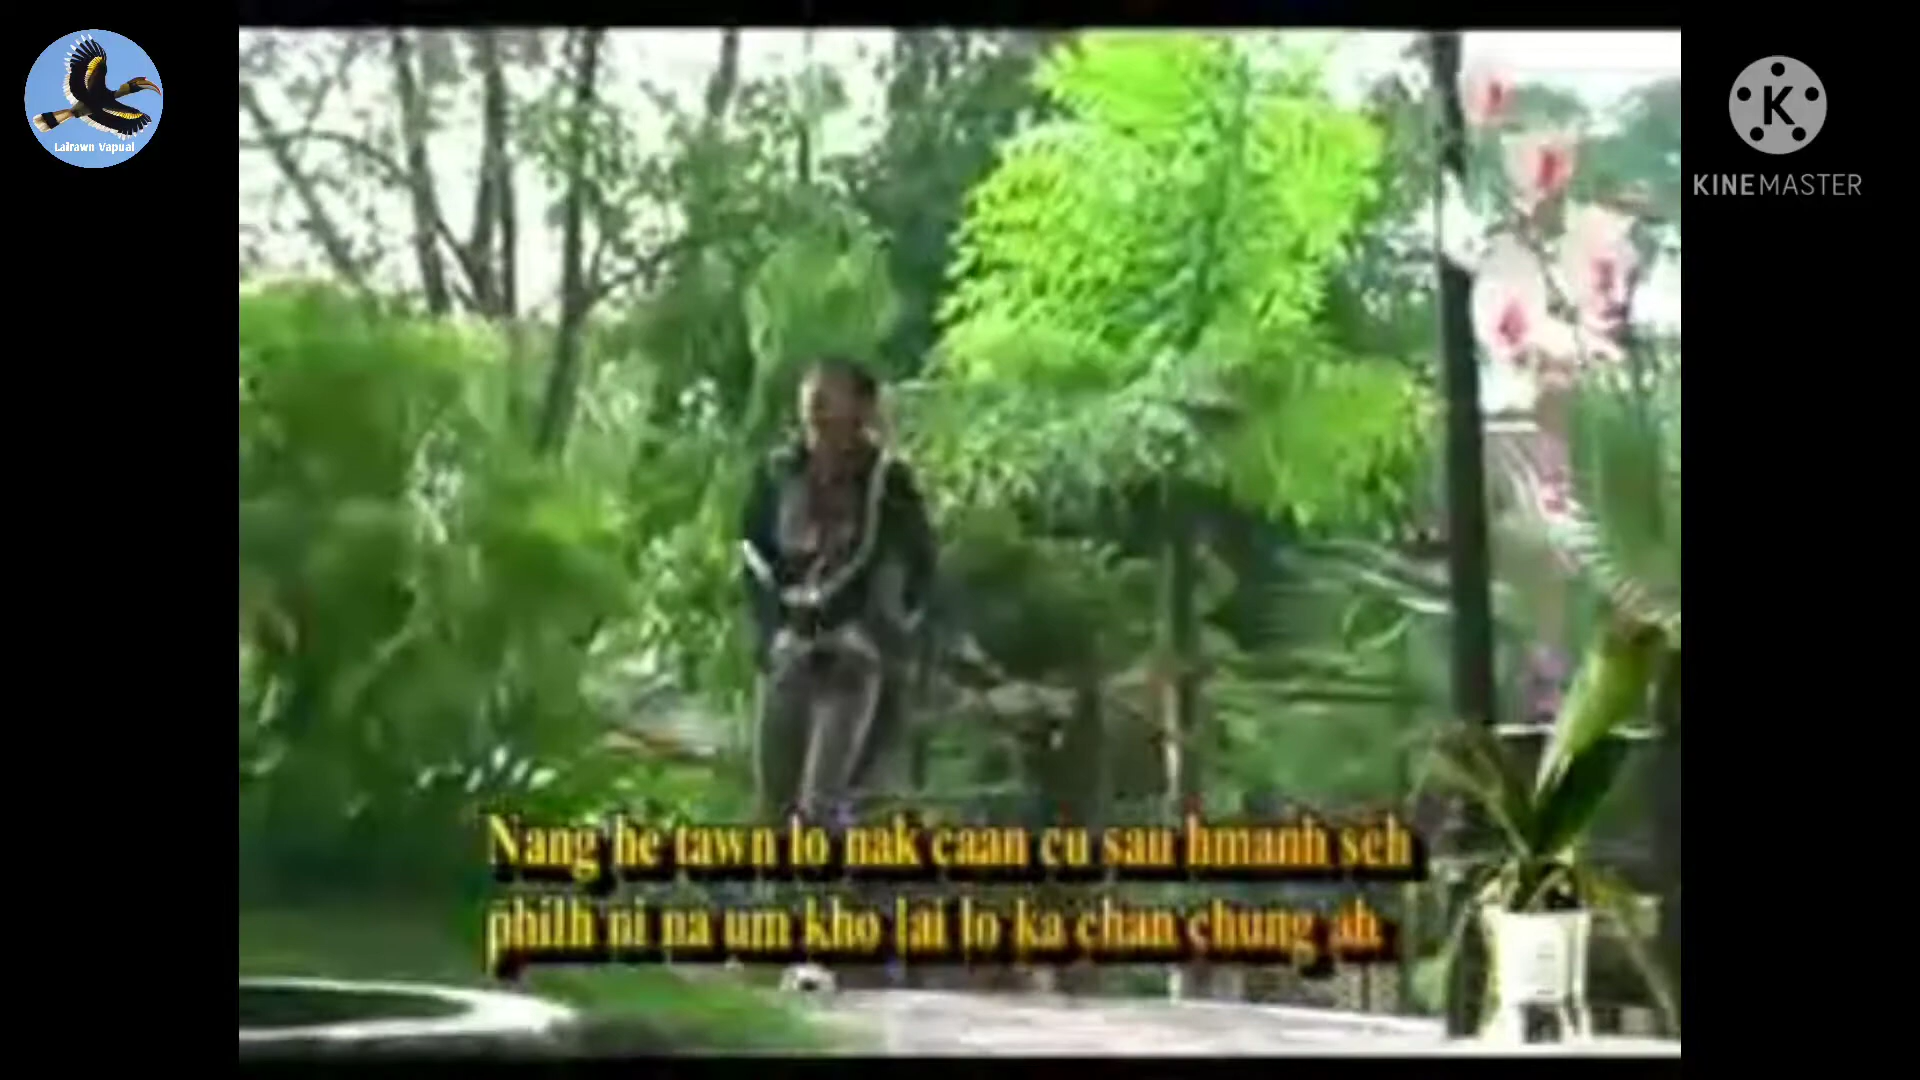 Lairawn Vapual
K
KINEMASTER
Nang he tawn lo nak caan cu sau hmanh seh
philh ni na um kho lai lo ka chan chung ah.